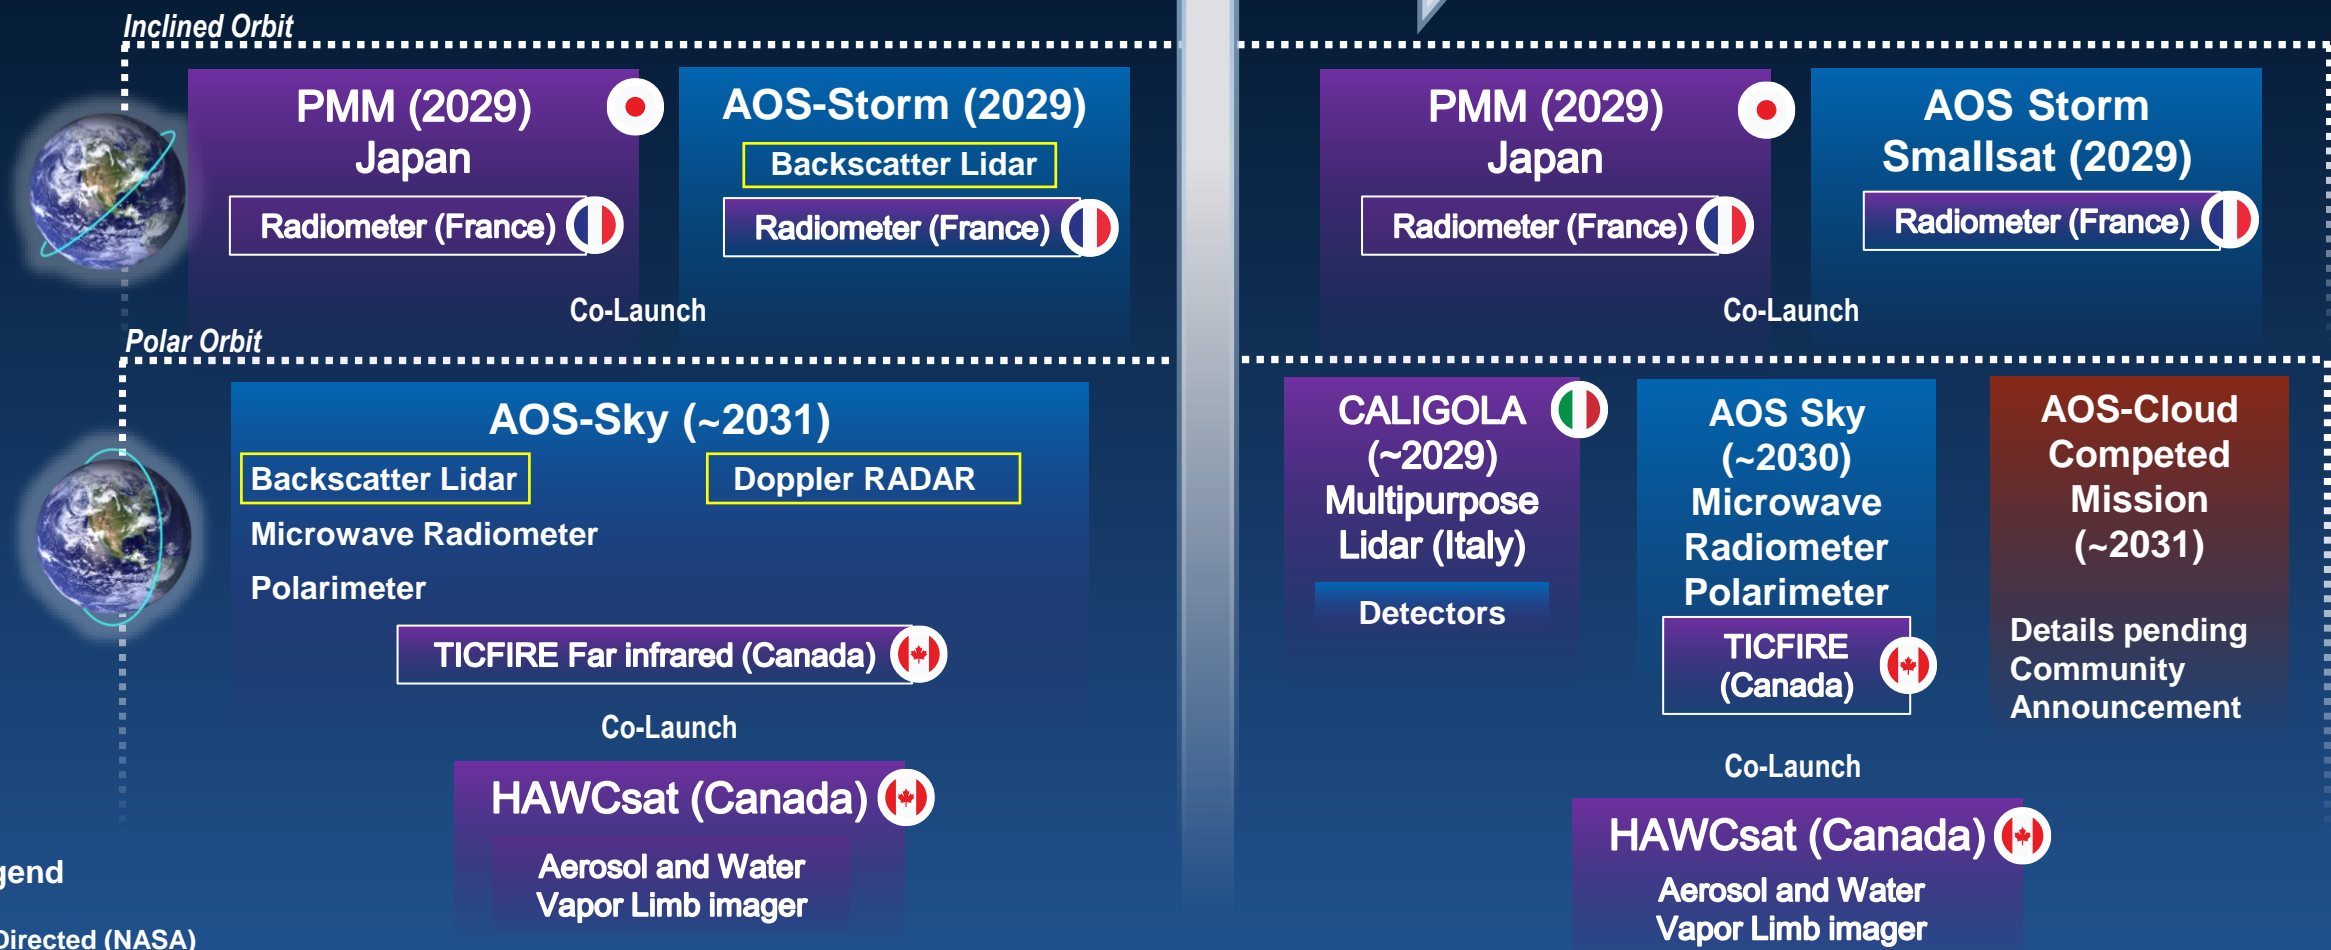 Inclined Orbit
PMM (2029)
Japan
Radiometer (France)
AOS-Storm (2029)
Backscatter Lidar
Radiometer (France)
Co-Launch
PMM (2029)
Japan
Radiometer (France)
AOS Storm
Smallsat (2029)
Radiometer (France)
Co-Launch
Polar Orbit
AOS-Sky (~2031)
Backscatter Lidar
Doppler RADAR
Microwave Radiometer
Polarimeter
TICFIRE Far infrared (Canada)
Co-Launch
HAWCsat (Canada)
Aerosol and Water
Vapor Limb imager
CALIGOLA
(~2029)
Multipurpose
Lidar (Italy)
Detectors
AOS Sky
(~2030)
Microwave
Radiometer
Polarimeter
TICFIRE
(Canada)
AOS-Cloud
Competed
Mission
(~2031)
Details pending
Community
Announcement
Co-Launch
HAWCsat (Canada)
Aerosol and Water
Vapor Limb imager
gend
Directed (NASA)